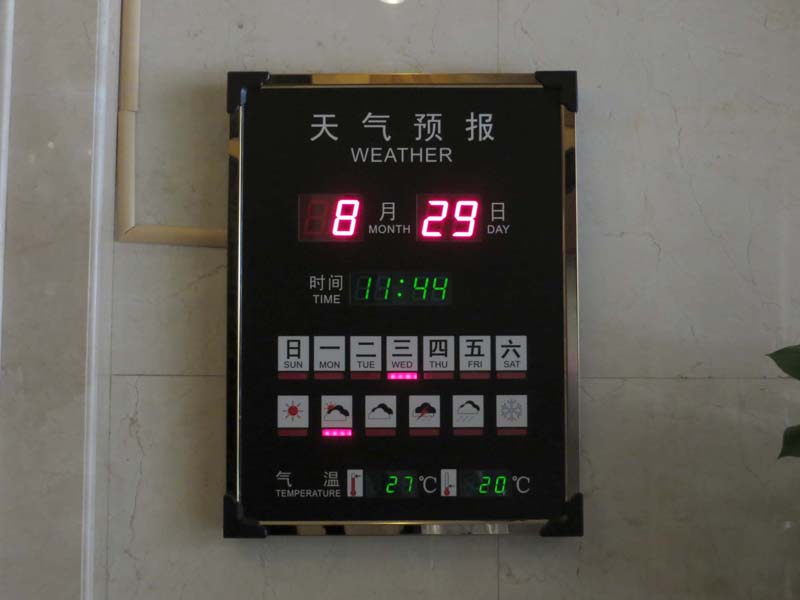 天气预报
WEATHER
8 月 MONTH 29 日 DAY
时间 TIME 11:44
日 一 二 三 四 五 六
SUN MON TUE WED THU FRI SAT
气温 TEMPERATURE 27℃ 20℃